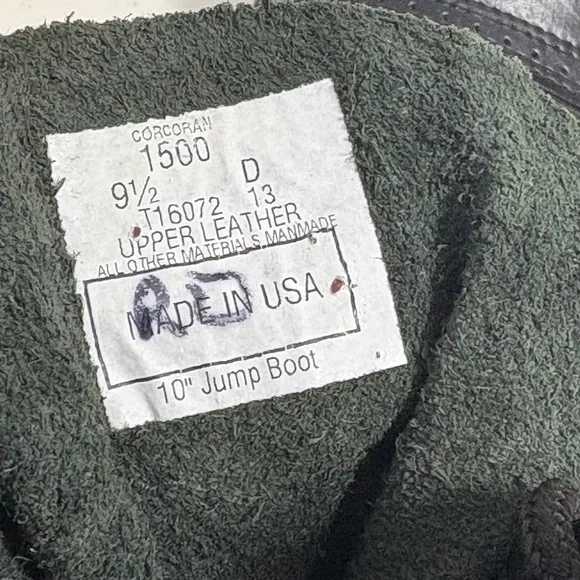 CORCORAN
1500
9½ D
T16072 13
UPPER LEATHER
ALL OTHER MATERIALS MANMADE
MADE IN USA
10" Jump Boot